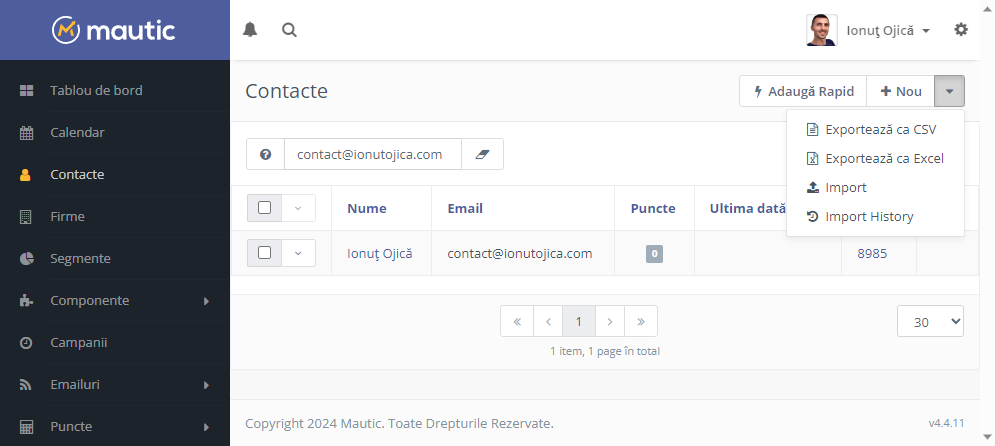 mautic
Ionuţ Ojică
Tablou de bord
Calendar
Contacte
Firme
Segmente
Componente
Campanii
Emailuri
Puncte
Contacte
Adaugă Rapid
Nou
Exportează ca CSV
Exportează ca Excel
Import
Import History
contact@ionutojica.com
Nume Email Puncte Ultima dată
Ionuţ Ojică contact@ionutojica.com 0 8985
« ‹ 1 › »
30
1 item, 1 page în total
Copyright 2024 Mautic. Toate Drepturile Rezervate.
v4.4.11